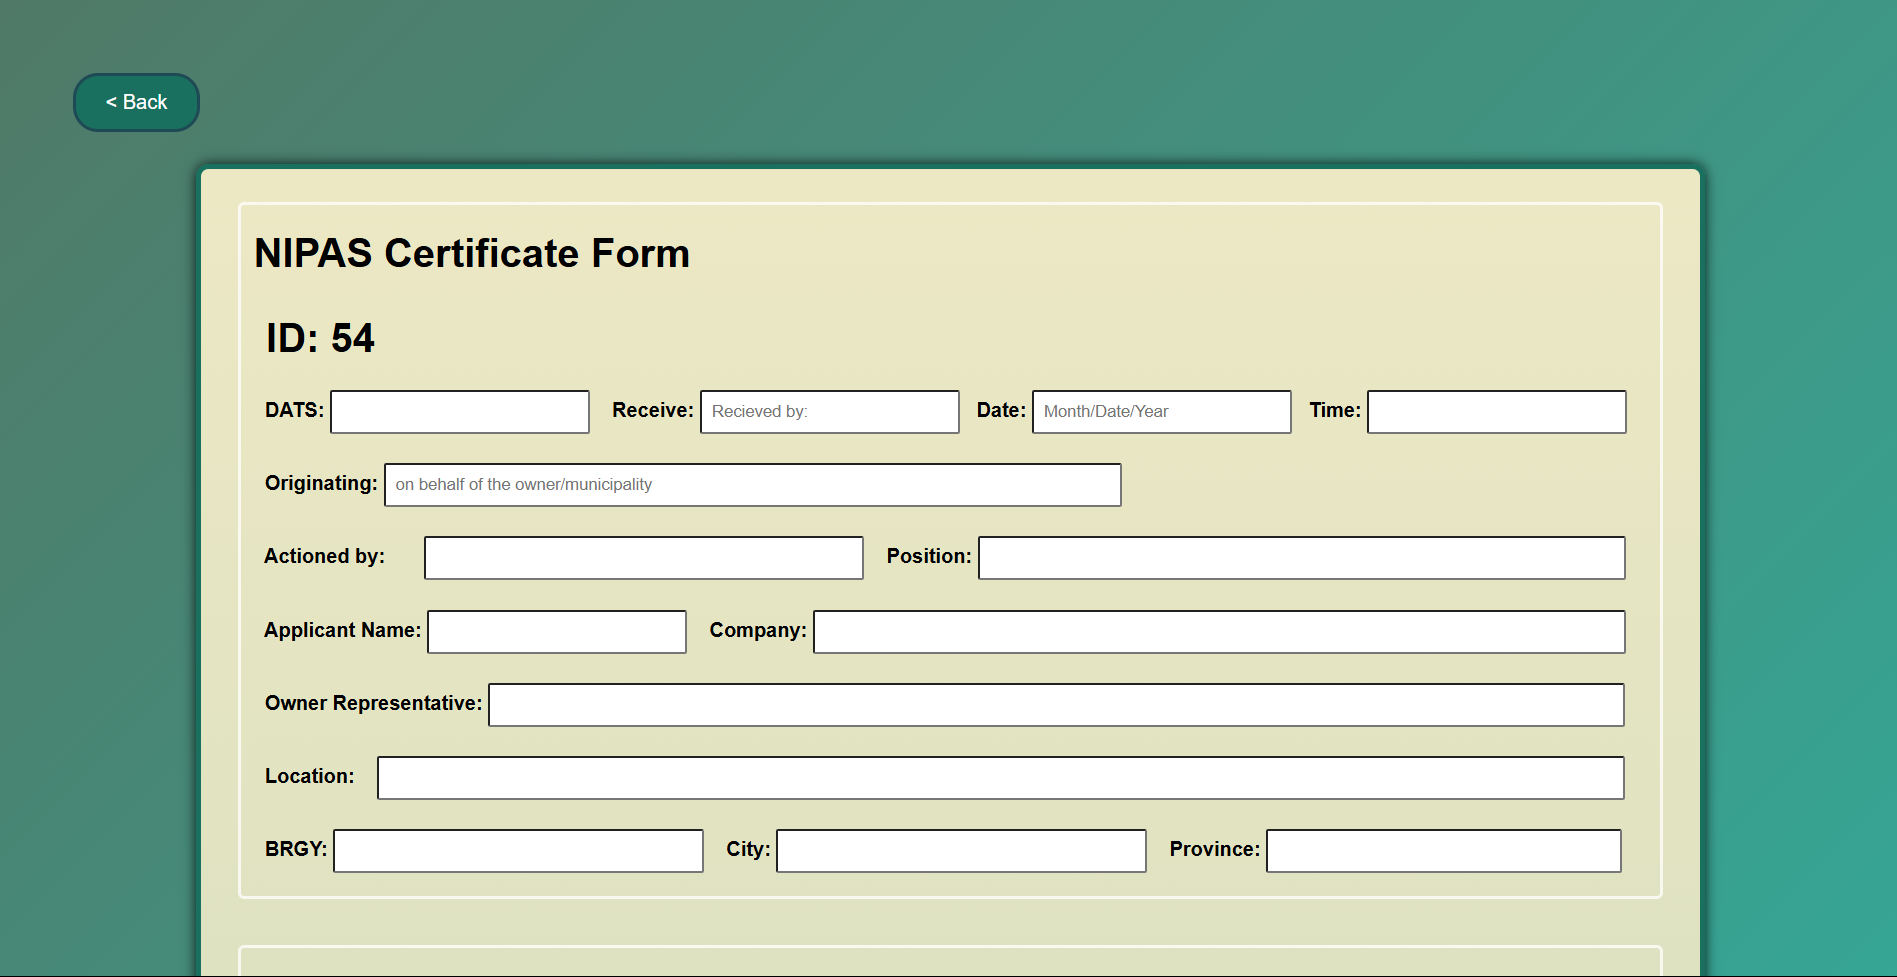 < Back
NIPAS Certificate Form
ID: 54
DATS: Receive: Recieved by: Date: Month/Date/Year Time:
Originating: on behalf of the owner/municipality
Actioned by: Position:
Applicant Name: Company:
Owner Representative:
Location:
BRGY: City: Province: